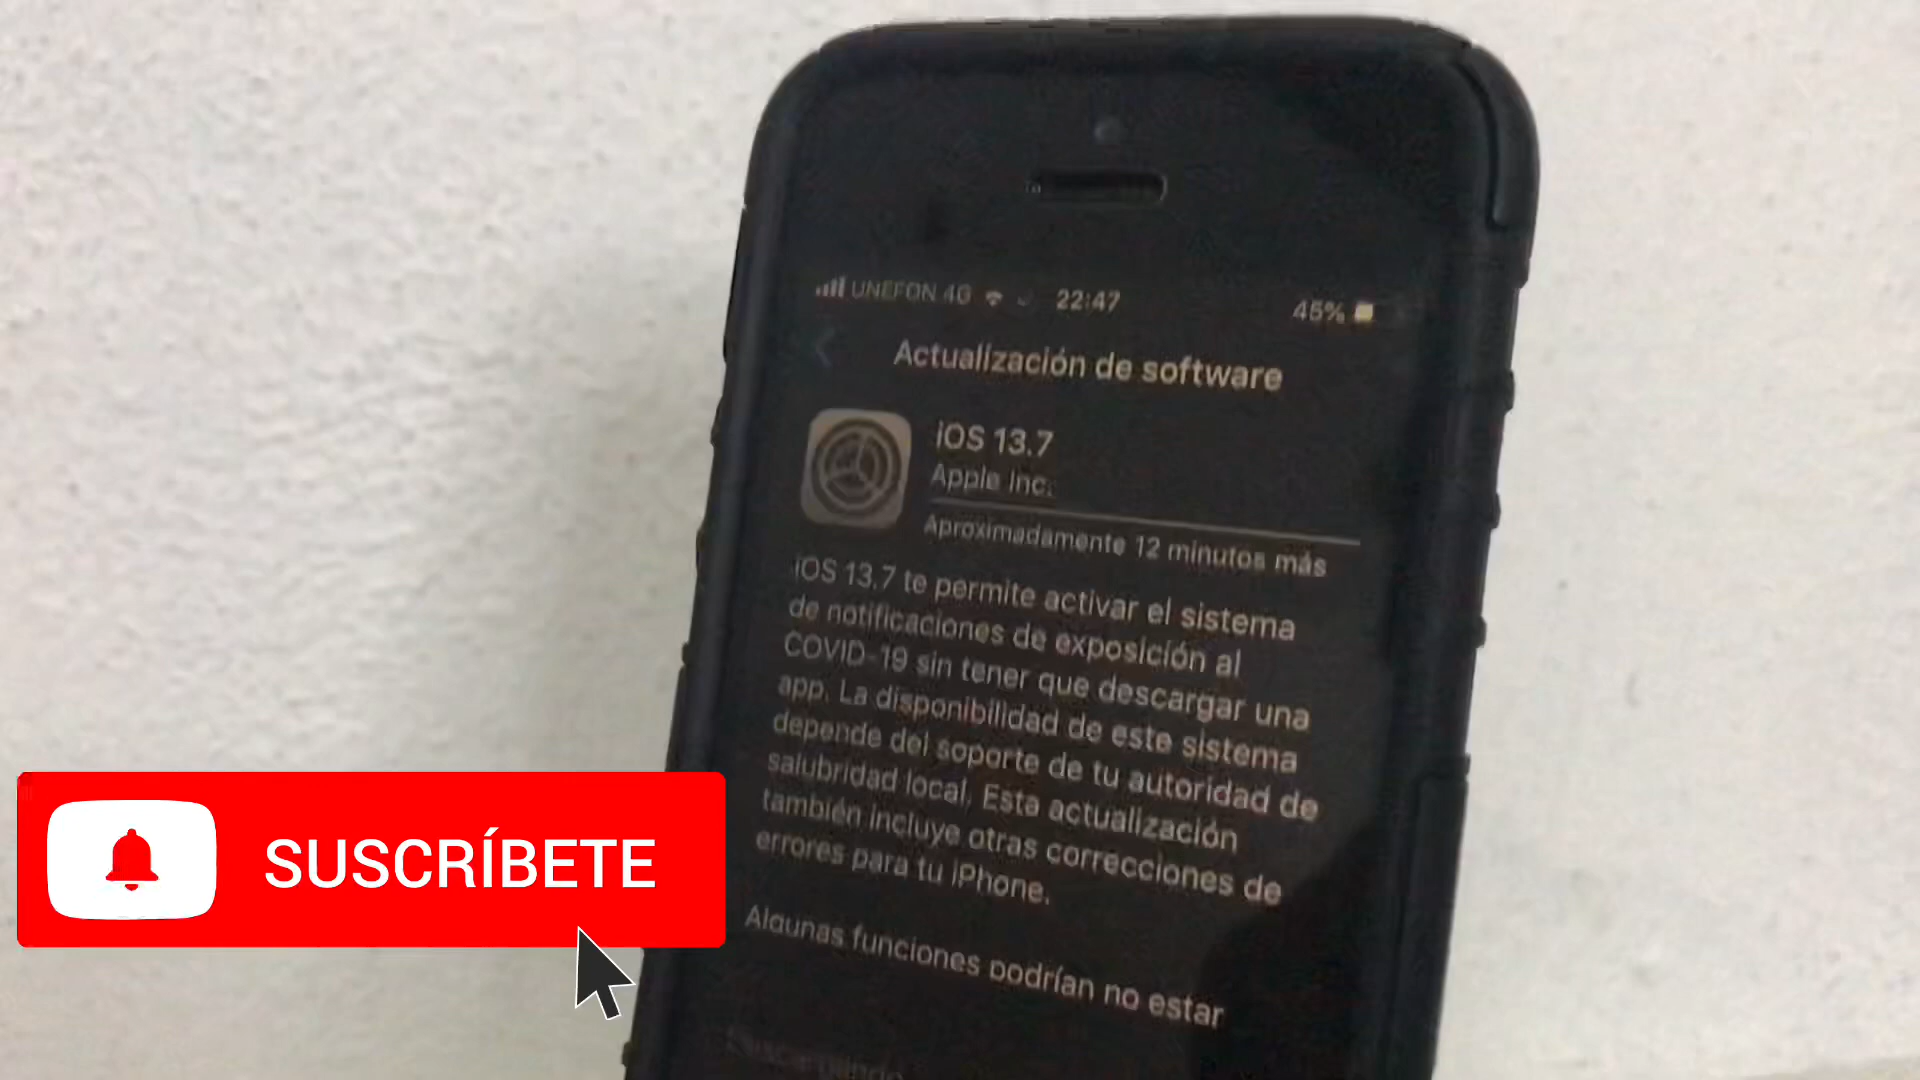 UNEFON 4G 22:47 45%
Actualización de software
iOS 13.7
Apple Inc.
Aproximadamente 12 minutos más
iOS 13.7 te permite activar el sistema
de notificaciones de exposición al
COVID-19 sin tener que descargar una
app. La disponibilidad de este sistema
depende del soporte de tu autoridad de
salubridad local. Esta actualización
también incluye otras correcciones de
errores para tu iPhone.
SUSCRÍBETE
Algunas funciones podrían no estar
Descargando